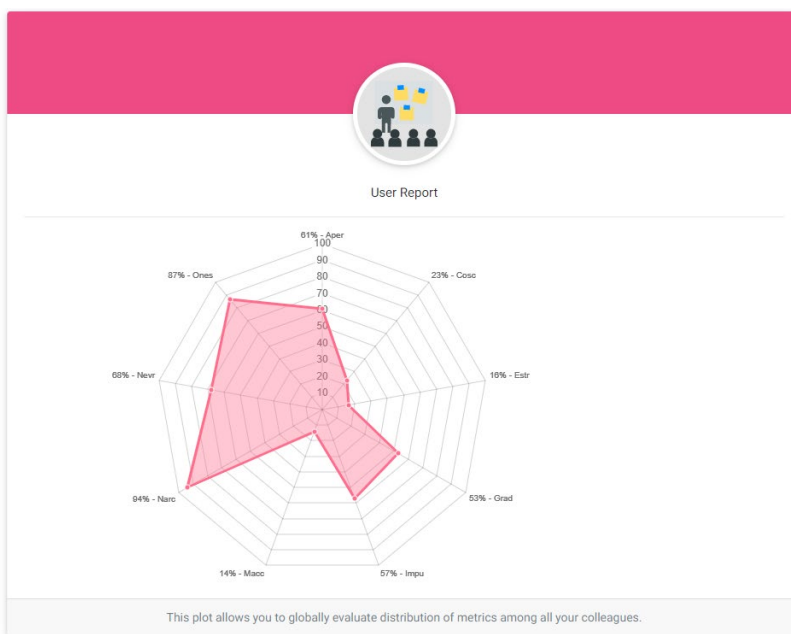 User Report
61% - Aper
100
90
80
70
60
50
40
30
20
10
23% - Cosc
16% - Estr
53% - Grad
57% - Impu
14% - Macc
94% - Narc
68% - Nevr
87% - Ones
This plot allows you to globally evaluate distribution of metrics among all your colleagues.